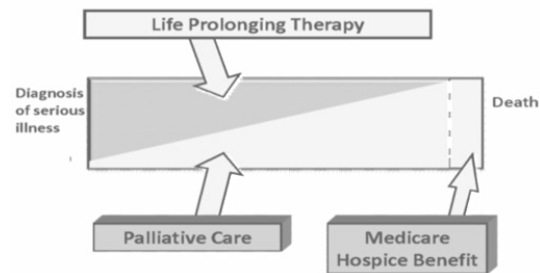 Life Prolonging Therapy
Diagnosis
of serious
illness
Death
Palliative Care
Medicare
Hospice Benefit